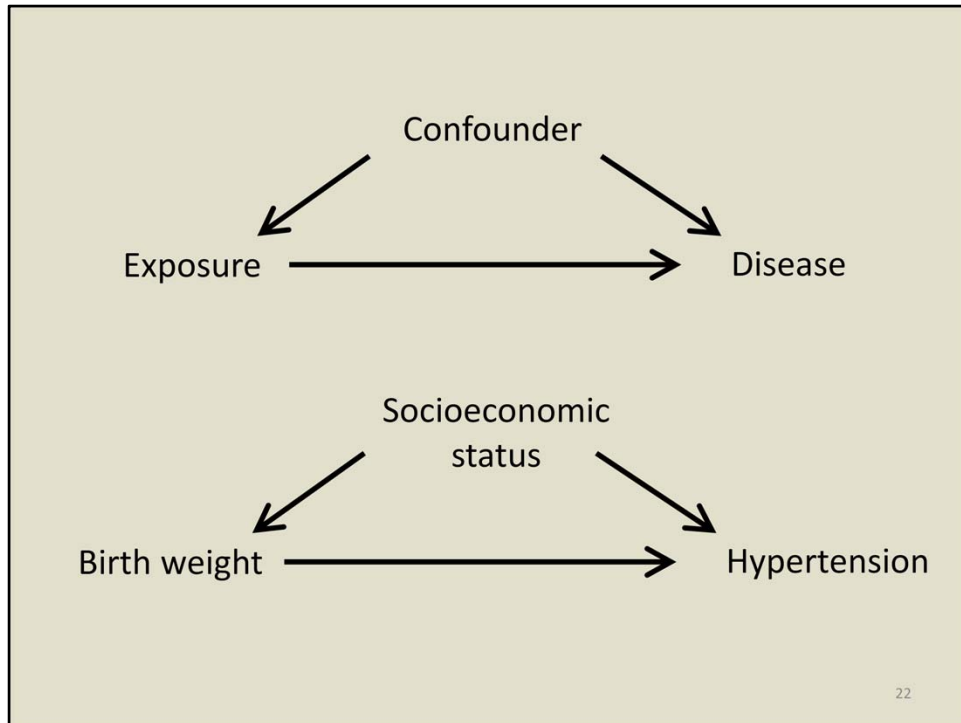 Confounder
Exposure
Disease
Socioeconomic
status
Birth weight
Hypertension
22